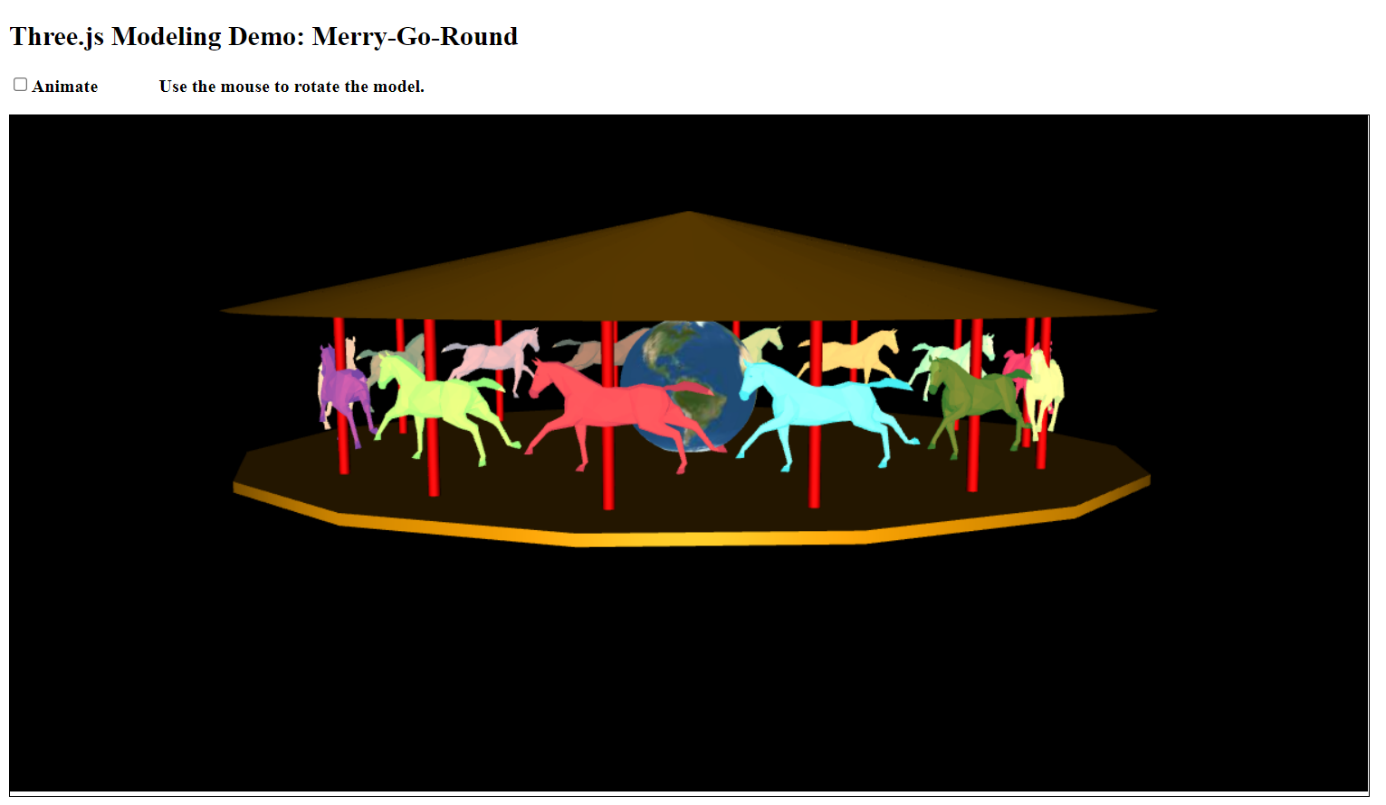 Three.js Modeling Demo: Merry-Go-Round
Animate Use the mouse to rotate the model.